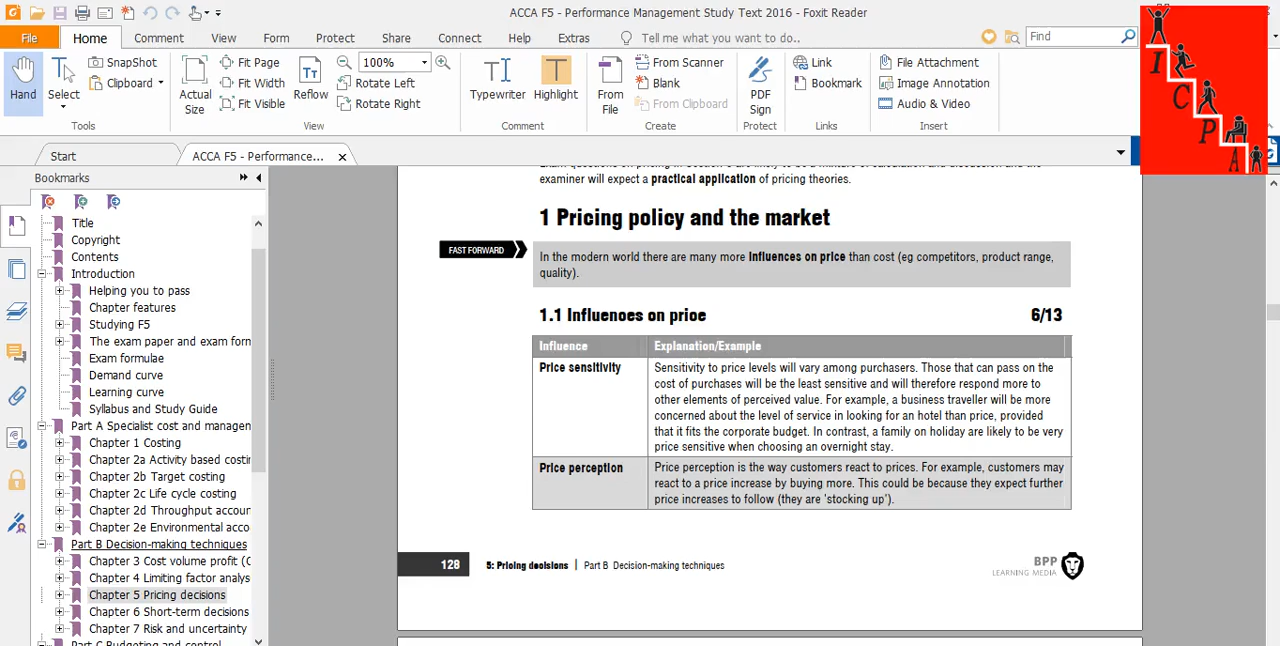 ACCA F5 - Performance Management Study Text 2016 - Foxit Reader
File Home Comment View Form Protect Share Connect Help Extras Tell me what you want to do.. Find
Hand
Select
SnapShot
Clipboard
Tools
Actual Size
Fit Page
Fit Width
Fit Visible
Reflow
100%
Rotate Left
Rotate Right
View
Typewriter
Highlight
Comment
From File
From Scanner
Blank
From Clipboard
Create
PDF Sign
Protect
Link
Bookmark
Links
File Attachment
Image Annotation
Audio & Video
Insert
I
C
P
A
Start
ACCA F5 - Performance...
Bookmarks
Title
Copyright
Contents
Introduction
Helping you to pass
Chapter features
Studying F5
The exam paper and exam forn
Exam formulae
Demand curve
Learning curve
Syllabus and Study Guide
Part A Specialist cost and managen
Chapter 1 Costing
Chapter 2a Activity based costin
Chapter 2b Target costing
Chapter 2c Life cycle costing
Chapter 2d Throughput accour
Chapter 2e Environmental acco
Part B Decision-making techniques
Chapter 3 Cost volume profit (C
Chapter 4 Limiting factor analys
Chapter 5 Pricing decisions
Chapter 6 Short-term decisions
Chapter 7 Risk and uncertainty
Part C Budgeting and control
examiner will expect a practical application of pricing theories.
1 Pricing policy and the market
FAST FORWARD
In the modern world there are many more influences on price than cost (eg competitors, product range,
quality).
1.1 Influences on price 6/13
Influence Explanation/Example
Price sensitivity Sensitivity to price levels will vary among purchasers. Those that can pass on the
cost of purchases will be the least sensitive and will therefore respond more to
other elements of perceived value. For example, a business traveller will be more
concerned about the level of service in looking for an hotel than price, provided
that it fits the corporate budget. In contrast, a family on holiday are likely to be very
price sensitive when choosing an overnight stay.
Price perception Price perception is the way customers react to prices. For example, customers may
react to a price increase by buying more. This could be because they expect further
price increases to follow (they are 'stocking up').
128 5: Pricing decisions | Part B Decision-making techniques
BPP
LEARNING MEDIA